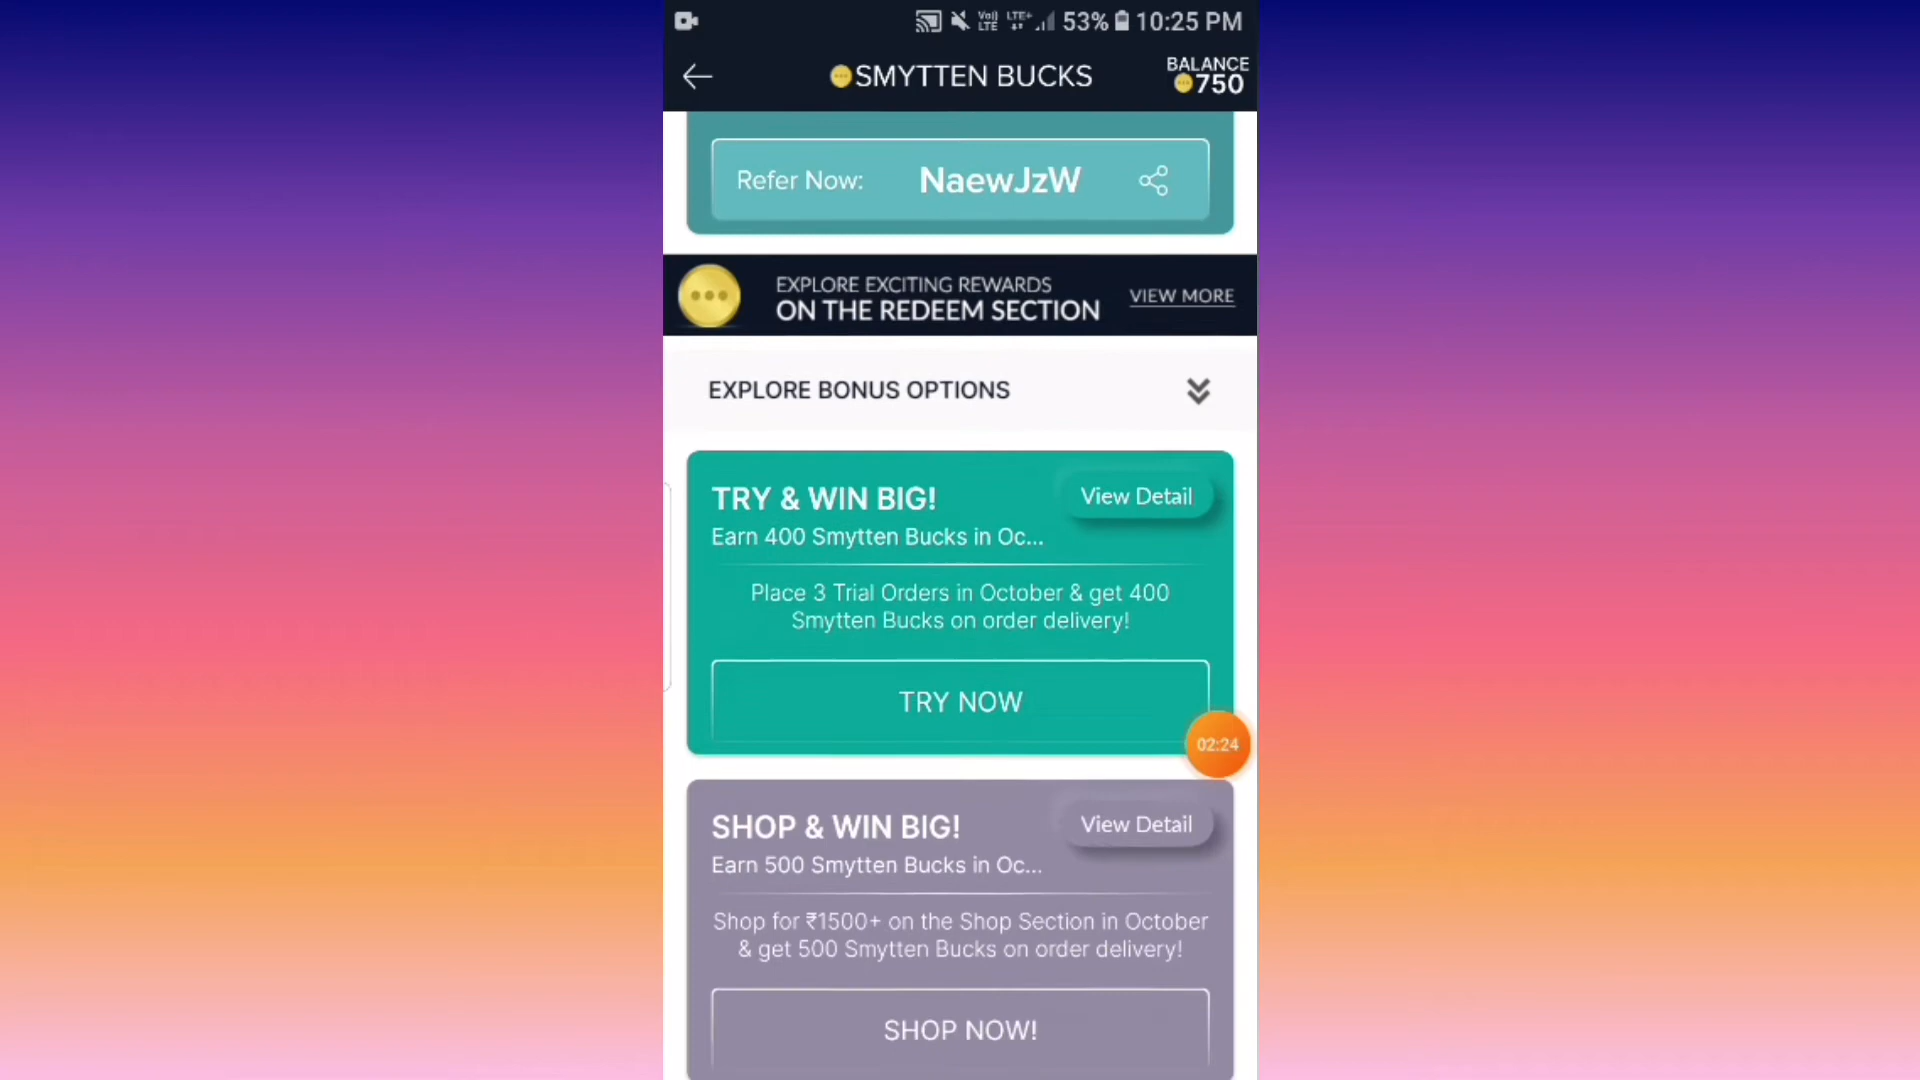 Vo)) LTE LTE+ 53% 10:25 PM
SMYTTEN BUCKS
BALANCE
750
Refer Now: NaewJzW
EXPLORE EXCITING REWARDS
ON THE REDEEM SECTION
VIEW MORE
EXPLORE BONUS OPTIONS
TRY & WIN BIG!
View Detail
Earn 400 Smytten Bucks in Oc...
Place 3 Trial Orders in October & get 400
Smytten Bucks on order delivery!
TRY NOW
02:24
SHOP & WIN BIG!
View Detail
Earn 500 Smytten Bucks in Oc...
Shop for ₹1500+ on the Shop Section in October
& get 500 Smytten Bucks on order delivery!
SHOP NOW!